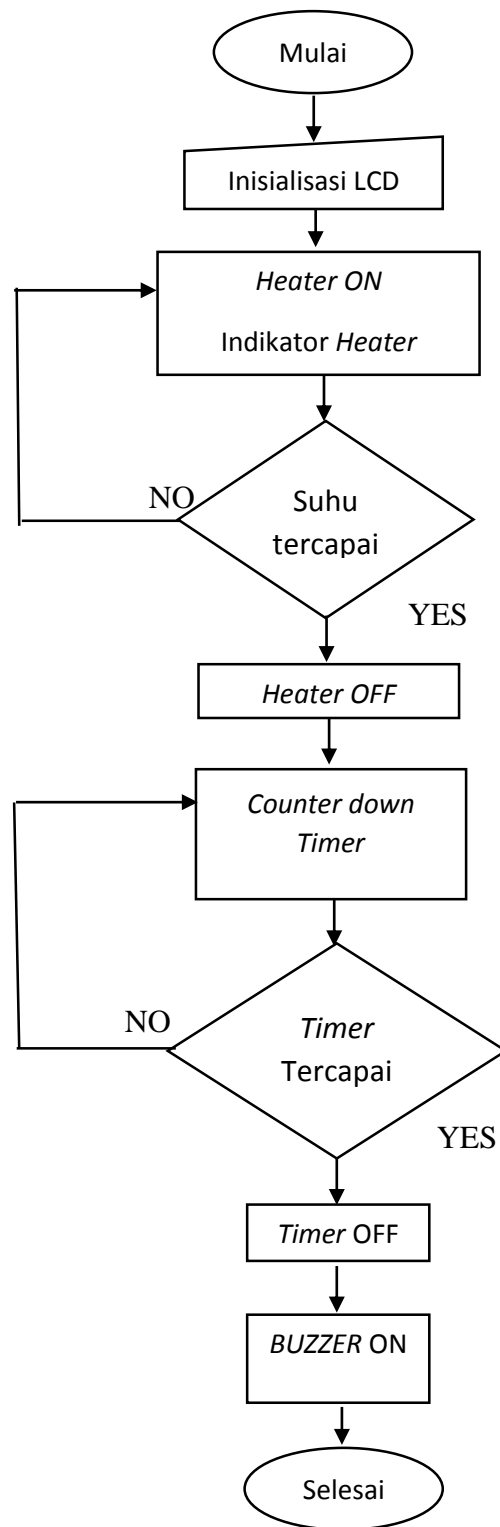 Mulai
Inisialisasi LCD
Heater ON
Indikator Heater
NO
Suhu
tercapai
YES
Heater OFF
Counter down
Timer
NO
Timer
Tercapai
YES
Timer OFF
BUZZER ON
Selesai